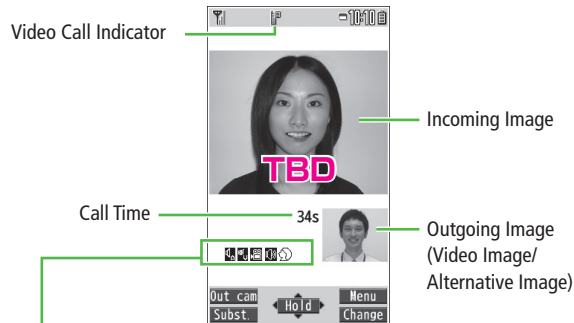 10:10
Video Call Indicator
Incoming Image
TBD
Call Time
34s
Outgoing Image
(Video Image/
Alternative Image)
Out cam
Hold
Menu
Subst.
Change